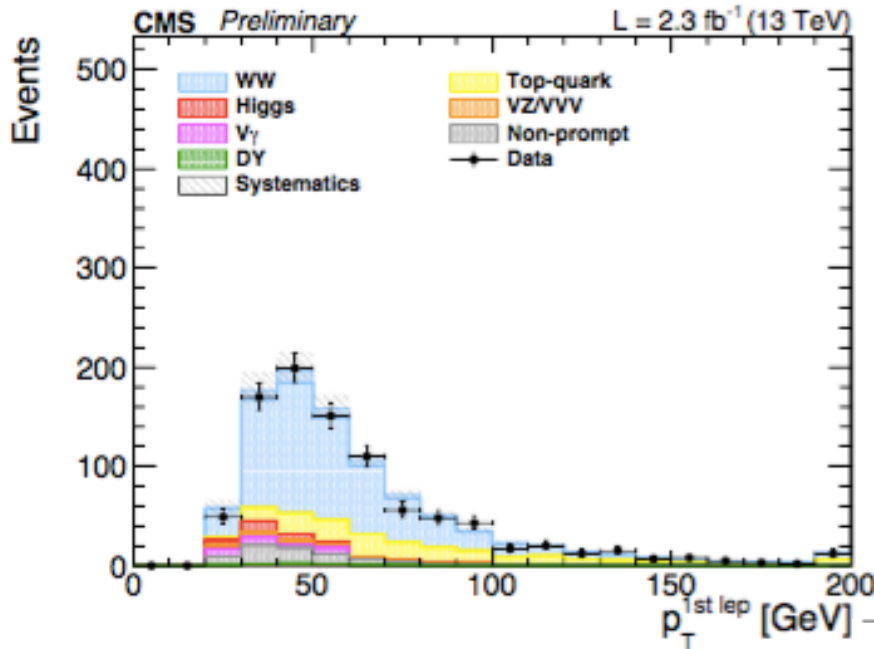 CMS Preliminary L = 2.3 fb⁻¹ (13 TeV)
Events
500
400
300
200
100
0
WW
Higgs
Vγ
DY
Systematics
Top-quark
VZ/VVV
Non-prompt
Data
0 50 100 150 200
p_T^{1st lep} [GeV]